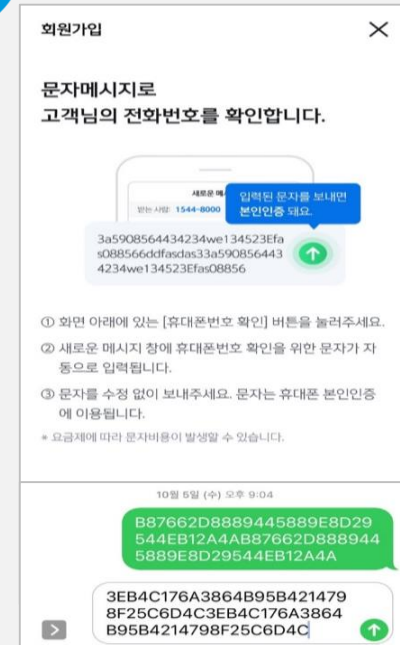 회원가입
문자메시지로
고객님의 전화번호를 확인합니다.
새로운 메
받는 사람: 1544-8000
입력된 문자를 보내면
본인인증 돼요.
3a5908564434234we134523Efa
s088566ddfasdas33a590856443
4234we134523Efas08856
① 화면 아래에 있는 [휴대폰번호 확인] 버튼을 눌러주세요.
② 새로운 메시지 창에 휴대폰번호 확인을 위한 문자가 자
동으로 입력됩니다.
③ 문자를 수정 없이 보내주세요. 문자는 휴대폰 본인인증
에 이용됩니다.
* 요금제에 따라 문자비용이 발생할 수 있습니다.
10월 5일 (수) 오후 9:04
B87662D8889445889E8D29
544EB12A4AB87662D888944
5889E8D29544EB12A4A
3EB4C176A3864B95B421479
8F25C6D4C3EB4C176A3864
B95B4214798F25C6D4C